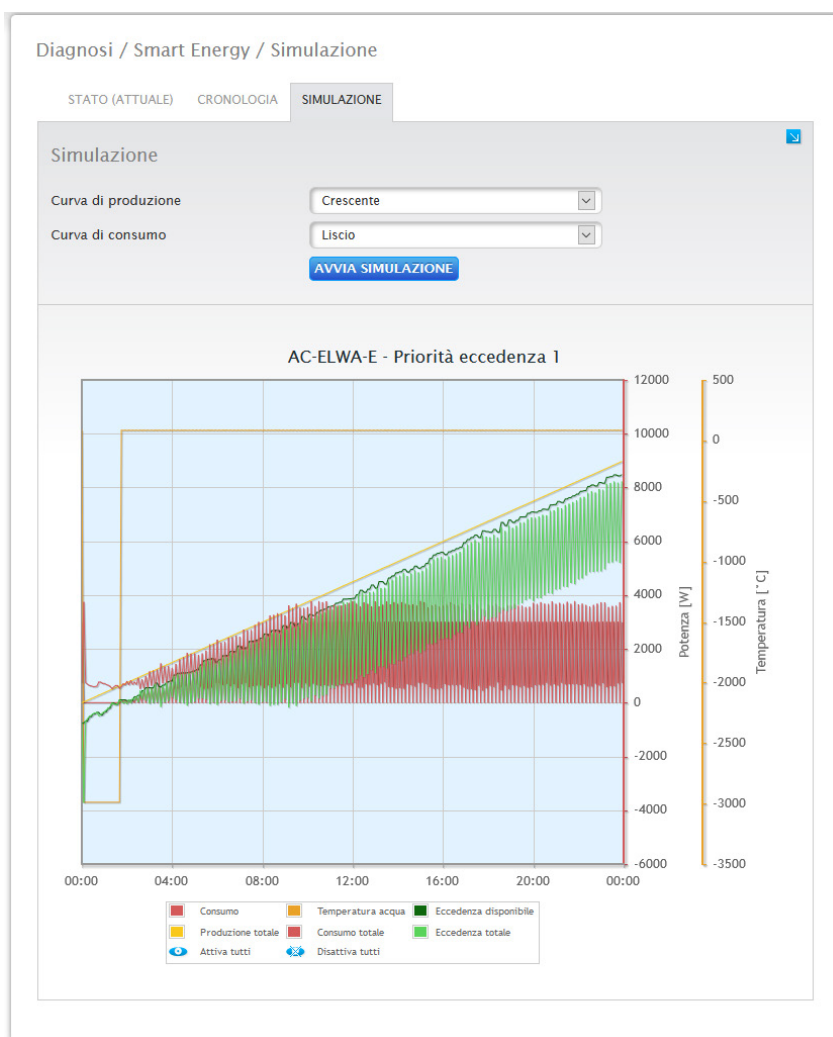 Diagnosi / Smart Energy / Simulazione
STATO (ATTUALE) CRONOLOGIA SIMULAZIONE
Simulazione
Curva di produzione Crescente
Curva di consumo Liscio
AVVIA SIMULAZIONE
AC-ELWA-E - Priorità eccedenza 1
12000 500
10000 0
8000 -500
6000 -1000
4000 -1500
2000 -2000
0 -2500
-2000 -3000
-4000 -3500
-6000
Potenza [W]
Temperatura [°C]
00:00 04:00 08:00 12:00 16:00 20:00 00:00
Consumo Temperatura acqua Eccedenza disponibile
Produzione totale Consumo totale Eccedenza totale
Attiva tutti Disattiva tutti